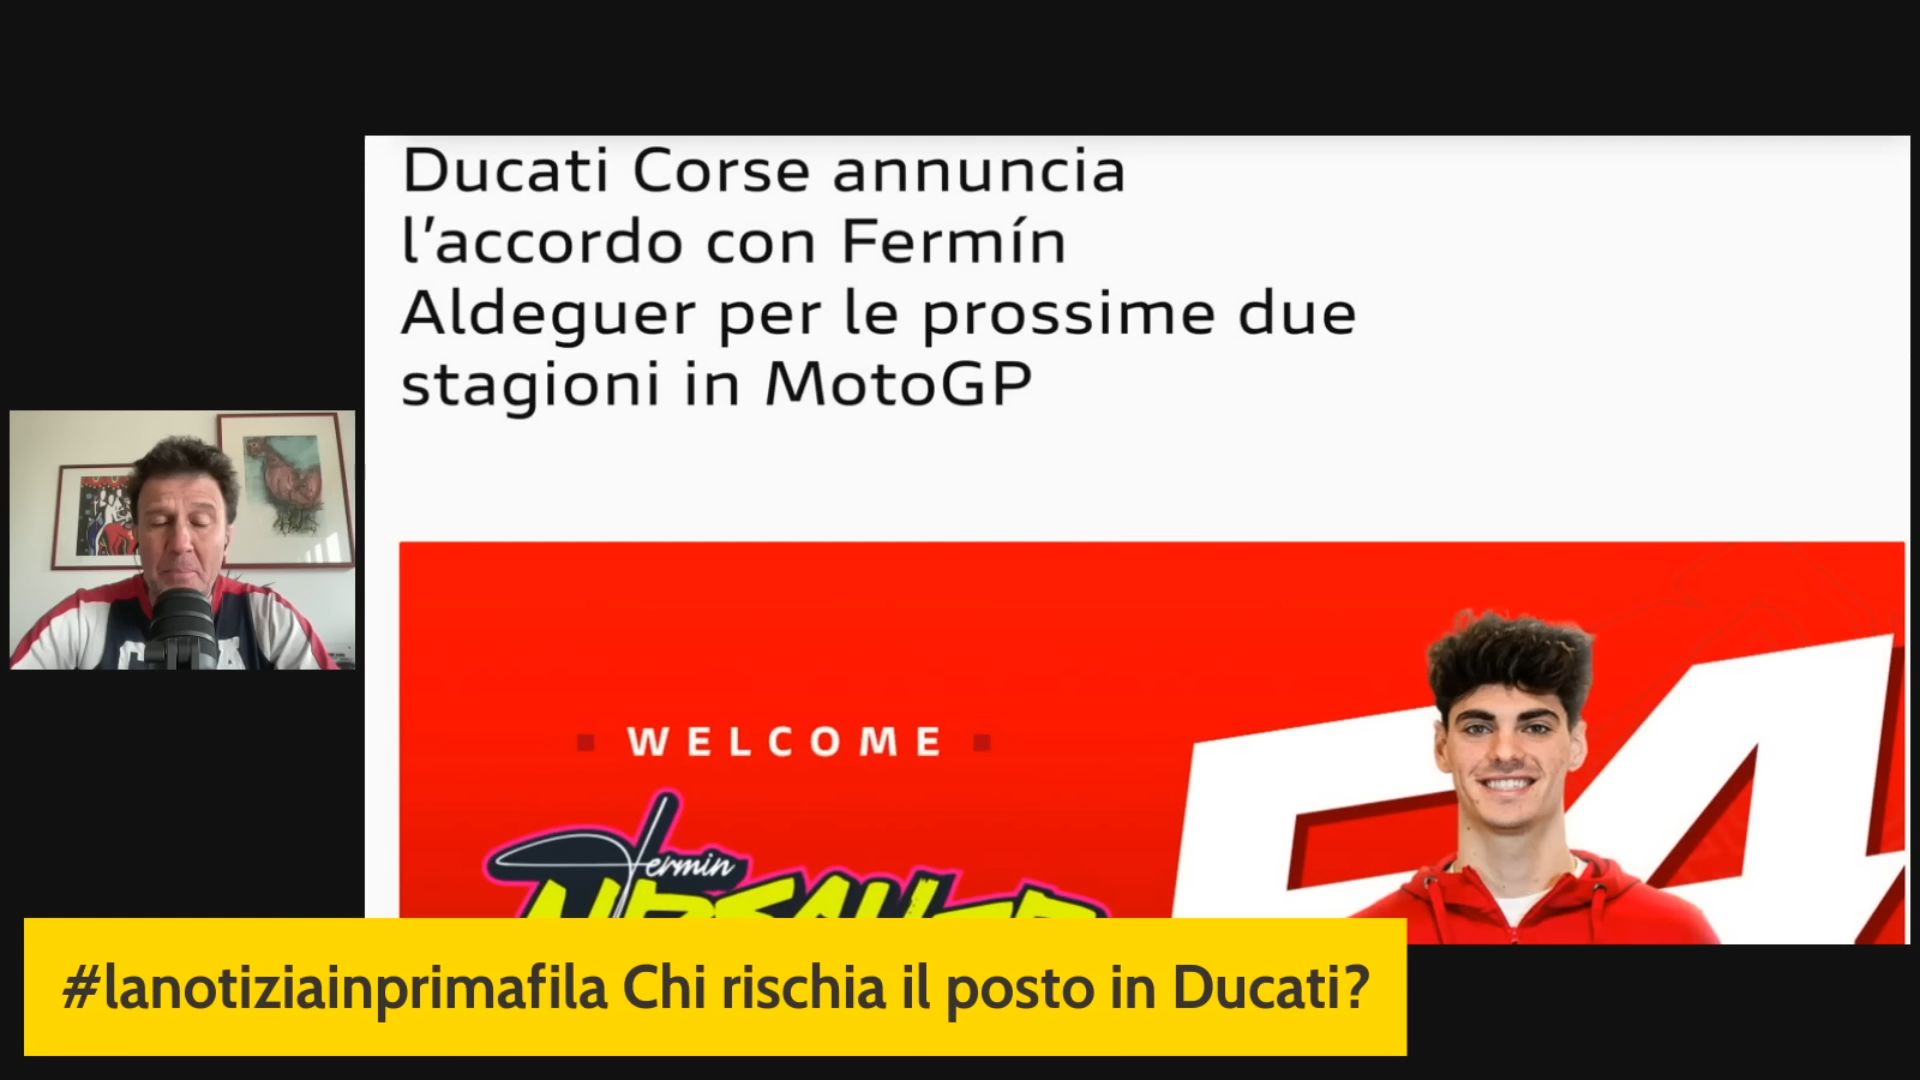 Ducati Corse annuncia
l'accordo con Fermín
Aldeguer per le prossime due
stagioni in MotoGP
WELCOME
Fermin
#lanotiziainprimafila Chi rischia il posto in Ducati?